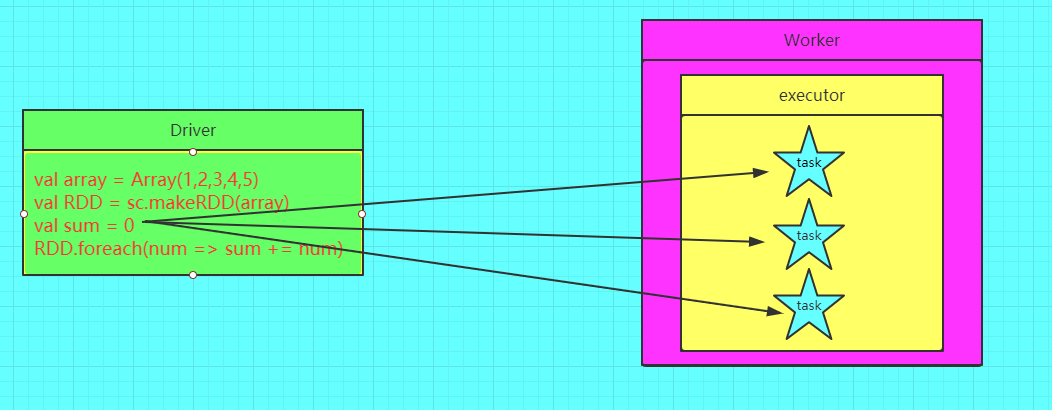 Driver
val array = Array(1,2,3,4,5)
val RDD = sc.makeRDD(array)
val sum = 0
RDD.foreach(num => sum += num)
Worker
executor
task
task
task